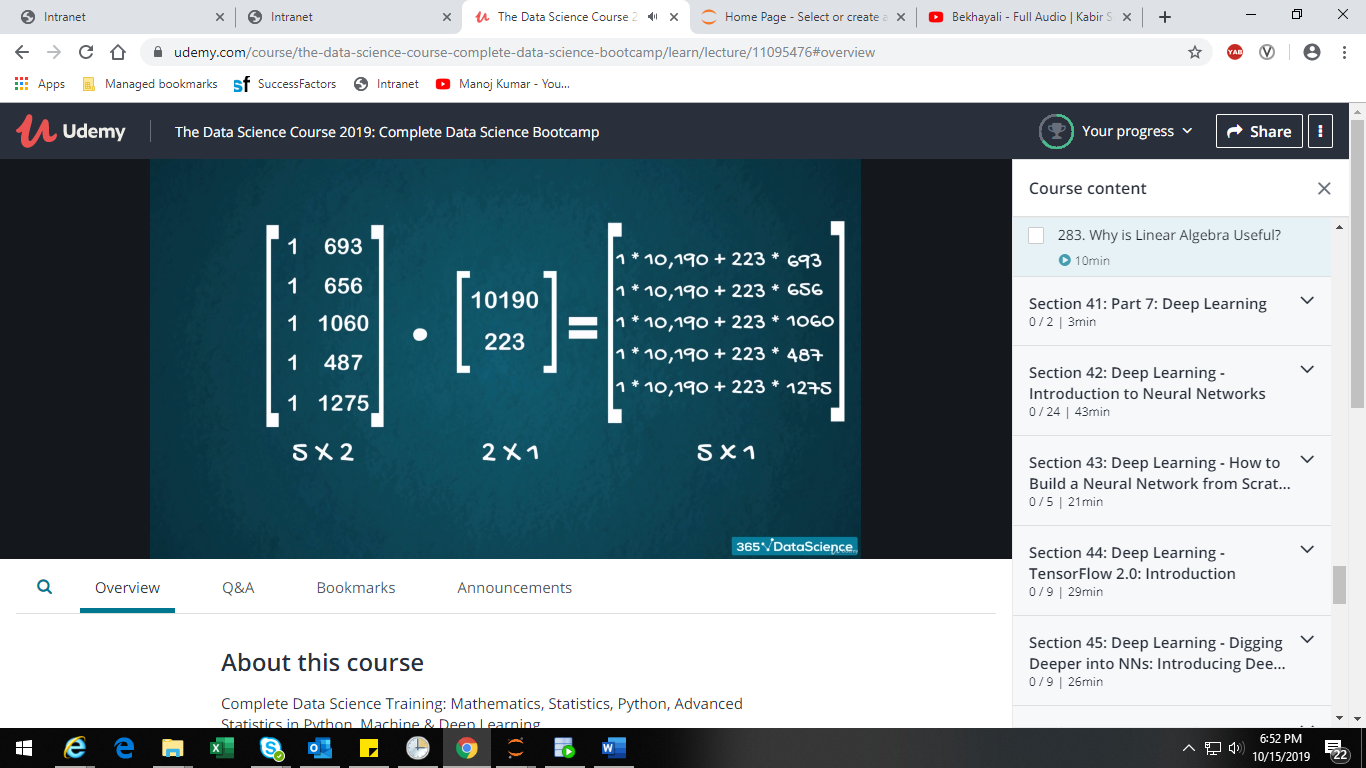 Intranet
Intranet
The Data Science Course 2
Home Page - Select or create a
Bekhayali - Full Audio | Kabir S
udemy.com/course/the-data-science-course-complete-data-science-bootcamp/learn/lecture/11095476#overview
YAB
Apps
Managed bookmarks
sf SuccessFactors
Intranet
Manoj Kumar - You...
Udemy
The Data Science Course 2019: Complete Data Science Bootcamp
Your progress
Share
1 693
1 656
1 1060
1 487
1 1275
5 X 2
.
10190
223
2 X 1
=
1 * 10,190 + 223 * 693
1 * 10,190 + 223 * 656
1 * 10,190 + 223 * 1060
1 * 10,190 + 223 * 487
1 * 10,190 + 223 * 1275
5 X 1
365 √ DataScience
Course content
283. Why is Linear Algebra Useful?
10min
Section 41: Part 7: Deep Learning
0 / 2 | 3min
Section 42: Deep Learning -
Introduction to Neural Networks
0 / 24 | 43min
Section 43: Deep Learning - How to
Build a Neural Network from Scrat...
0 / 5 | 21min
Section 44: Deep Learning -
TensorFlow 2.0: Introduction
0 / 9 | 29min
Section 45: Deep Learning - Digging
Deeper into NNs: Introducing Dee...
0 / 9 | 26min
Overview
Q&A
Bookmarks
Announcements
About this course
Complete Data Science Training: Mathematics, Statistics, Python, Advanced
Statistics in Python, Machine & Deep Learning
6:52 PM
10/15/2019
22